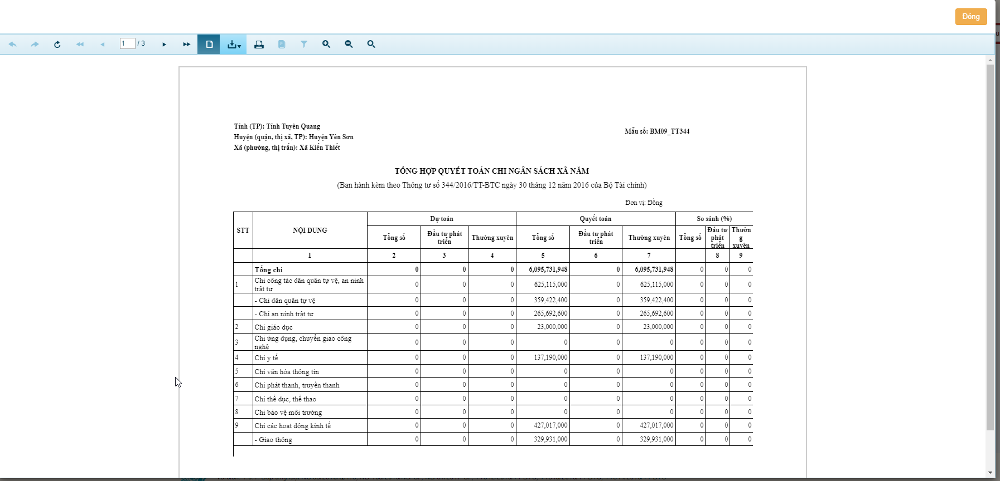 Đóng
1 / 3
Tỉnh (TP): Tỉnh Tuyên Quang
Huyện (quận, thị xã, TP): Huyện Yên Sơn
Xã (phường, thị trấn): Xã Kiến Thiết
Mẫu số: BM09_TT344
TỔNG HỢP QUYẾT TOÁN CHI NGÂN SÁCH XÃ NĂM
(Ban hành kèm theo Thông tư số 344/2016/TT-BTC ngày 30 tháng 12 năm 2016 của Bộ Tài chính)
Đơn vị: Đồng
STT NỘI DUNG Dự toán Quyết toán So sánh (%)
Tổng số Đầu tư phát triển Thường xuyên Tổng số Đầu tư phát triển Thường xuyên Tổng số Đầu tư phát triển Thườn g xuyên
1 2 3 4 5 6 7 8 9
Tổng chi 0 0 0 6,095,731,948 0 6,095,731,948 0 0 0
1 Chi công tác dân quân tự vệ, an ninh trật tự 0 0 0 625,115,000 0 625,115,000 0 0 0
- Chi dân quân tự vệ 0 0 0 359,422,400 0 359,422,400 0 0 0
- Chi an ninh trật tự 0 0 0 265,692,600 0 265,692,600 0 0 0
2 Chi giáo dục 0 0 0 23,000,000 0 23,000,000 0 0 0
3 Chi ứng dụng, chuyển giao công nghệ 0 0 0 0 0 0 0 0 0
4 Chi y tế 0 0 0 137,190,000 0 137,190,000 0 0 0
5 Chi văn hóa thông tin 0 0 0 0 0 0 0 0 0
6 Chi phát thanh, truyền thanh 0 0 0 0 0 0 0 0 0
7 Chi thể dục, thể thao 0 0 0 0 0 0 0 0 0
8 Chi bảo vệ môi trường 0 0 0 0 0 0 0 0 0
9 Chi các hoạt động kinh tế 0 0 0 427,017,000 0 427,017,000 0 0 0
- Giao thông 0 0 0 329,931,000 0 329,931,000 0 0 0